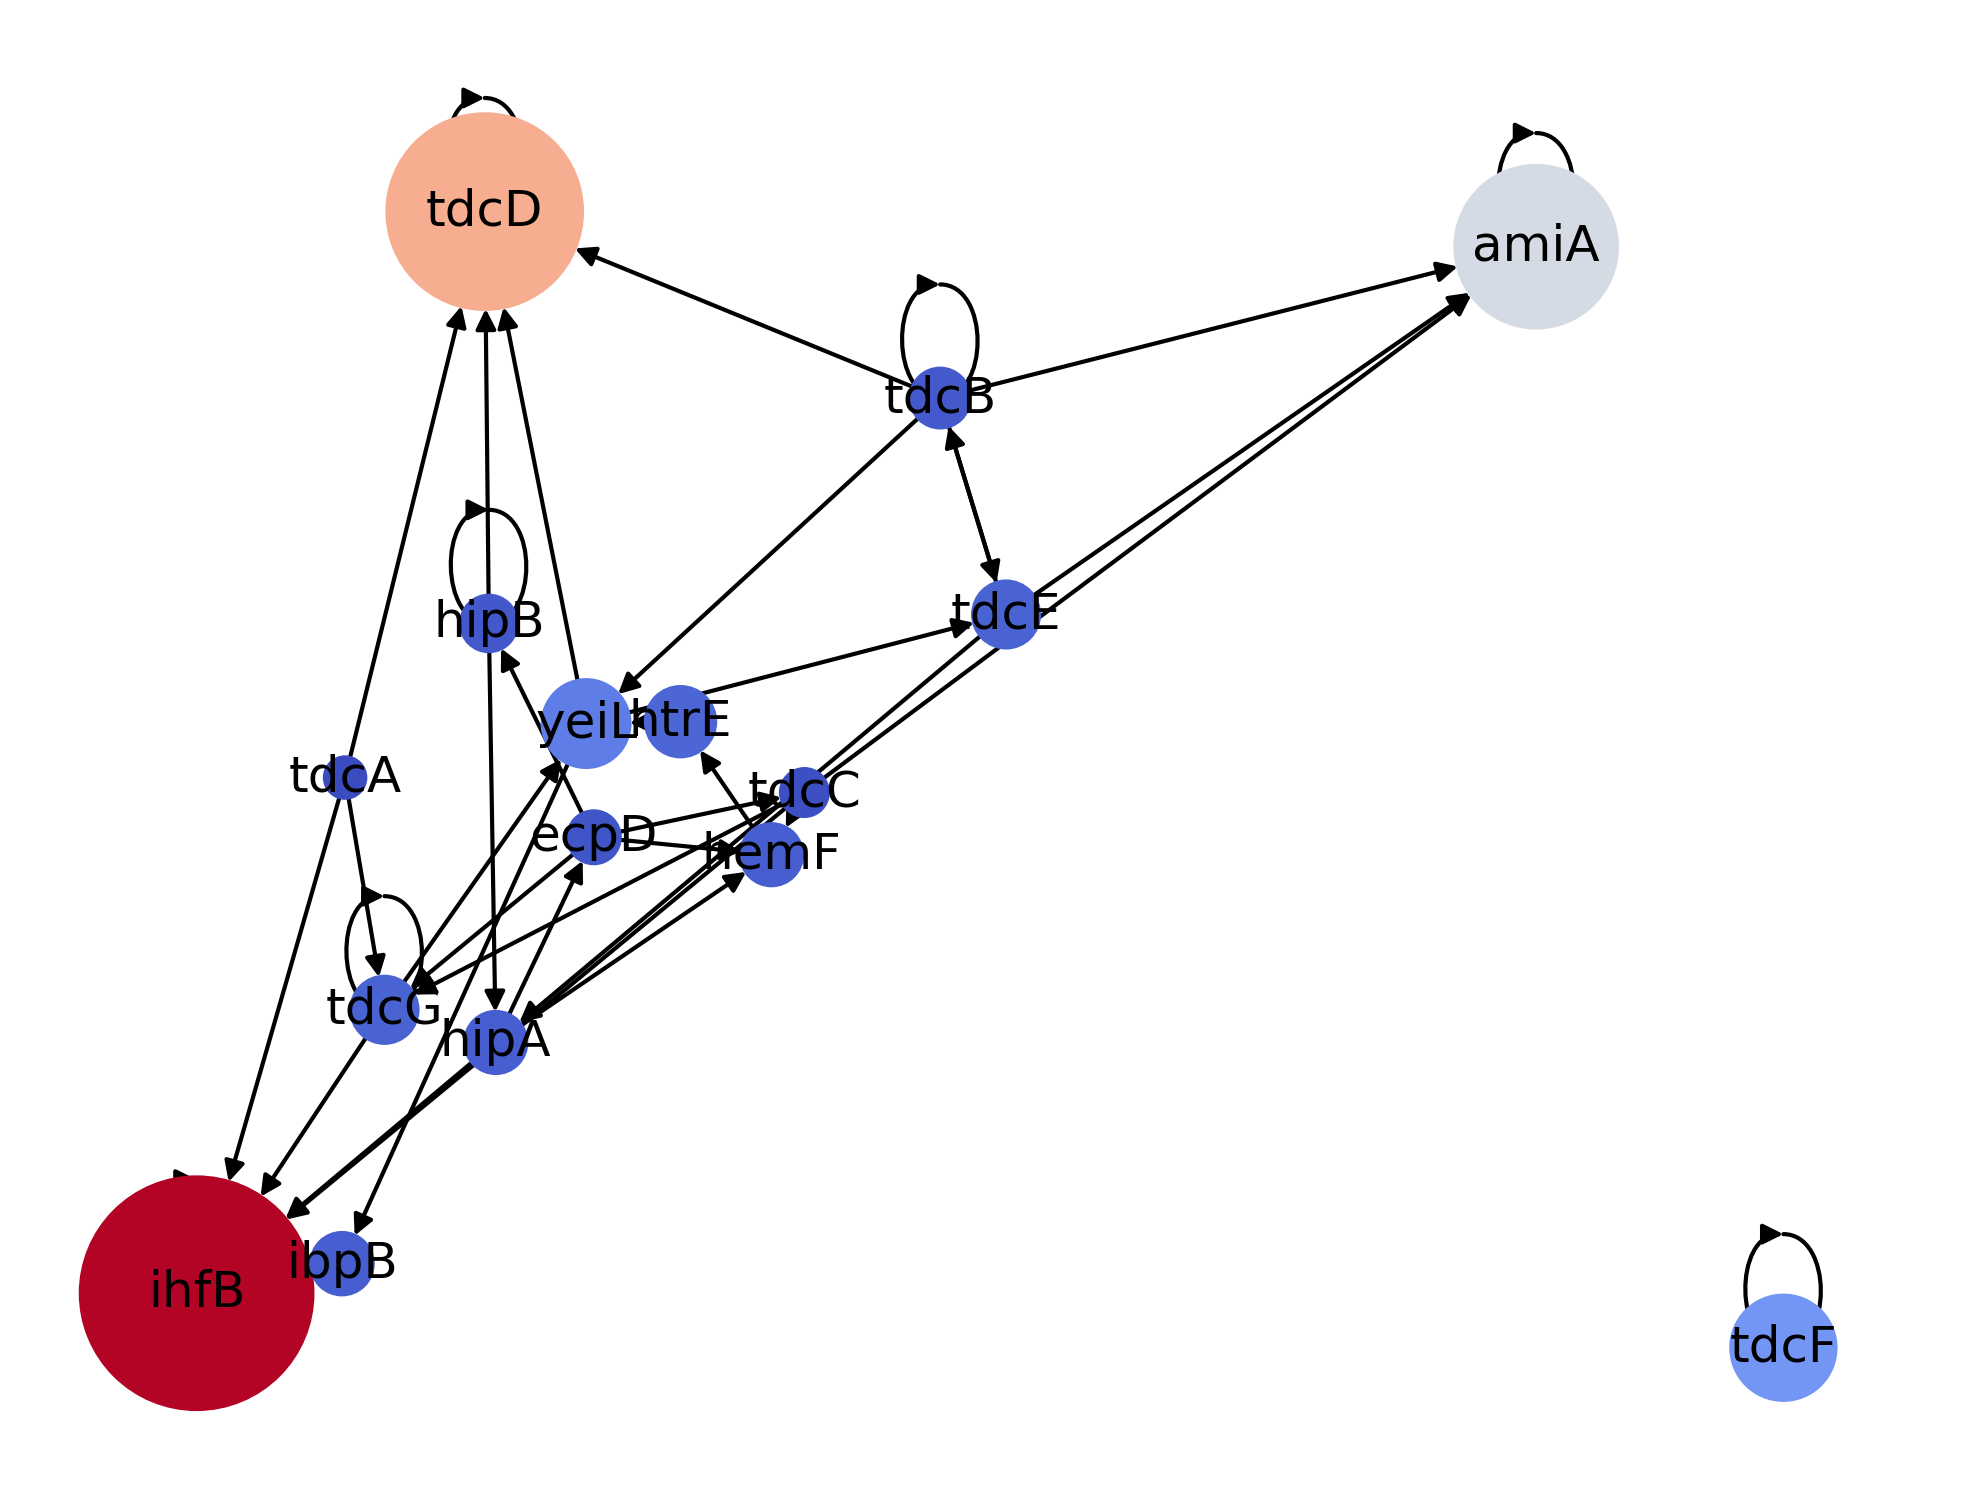 tdcD
amiA
tdcB
hipB
tdcE
yeiL
htrE
tdcA
tdcC
ecpD
hemF
tdcG
hipA
ibpB
ihfB
tdcF